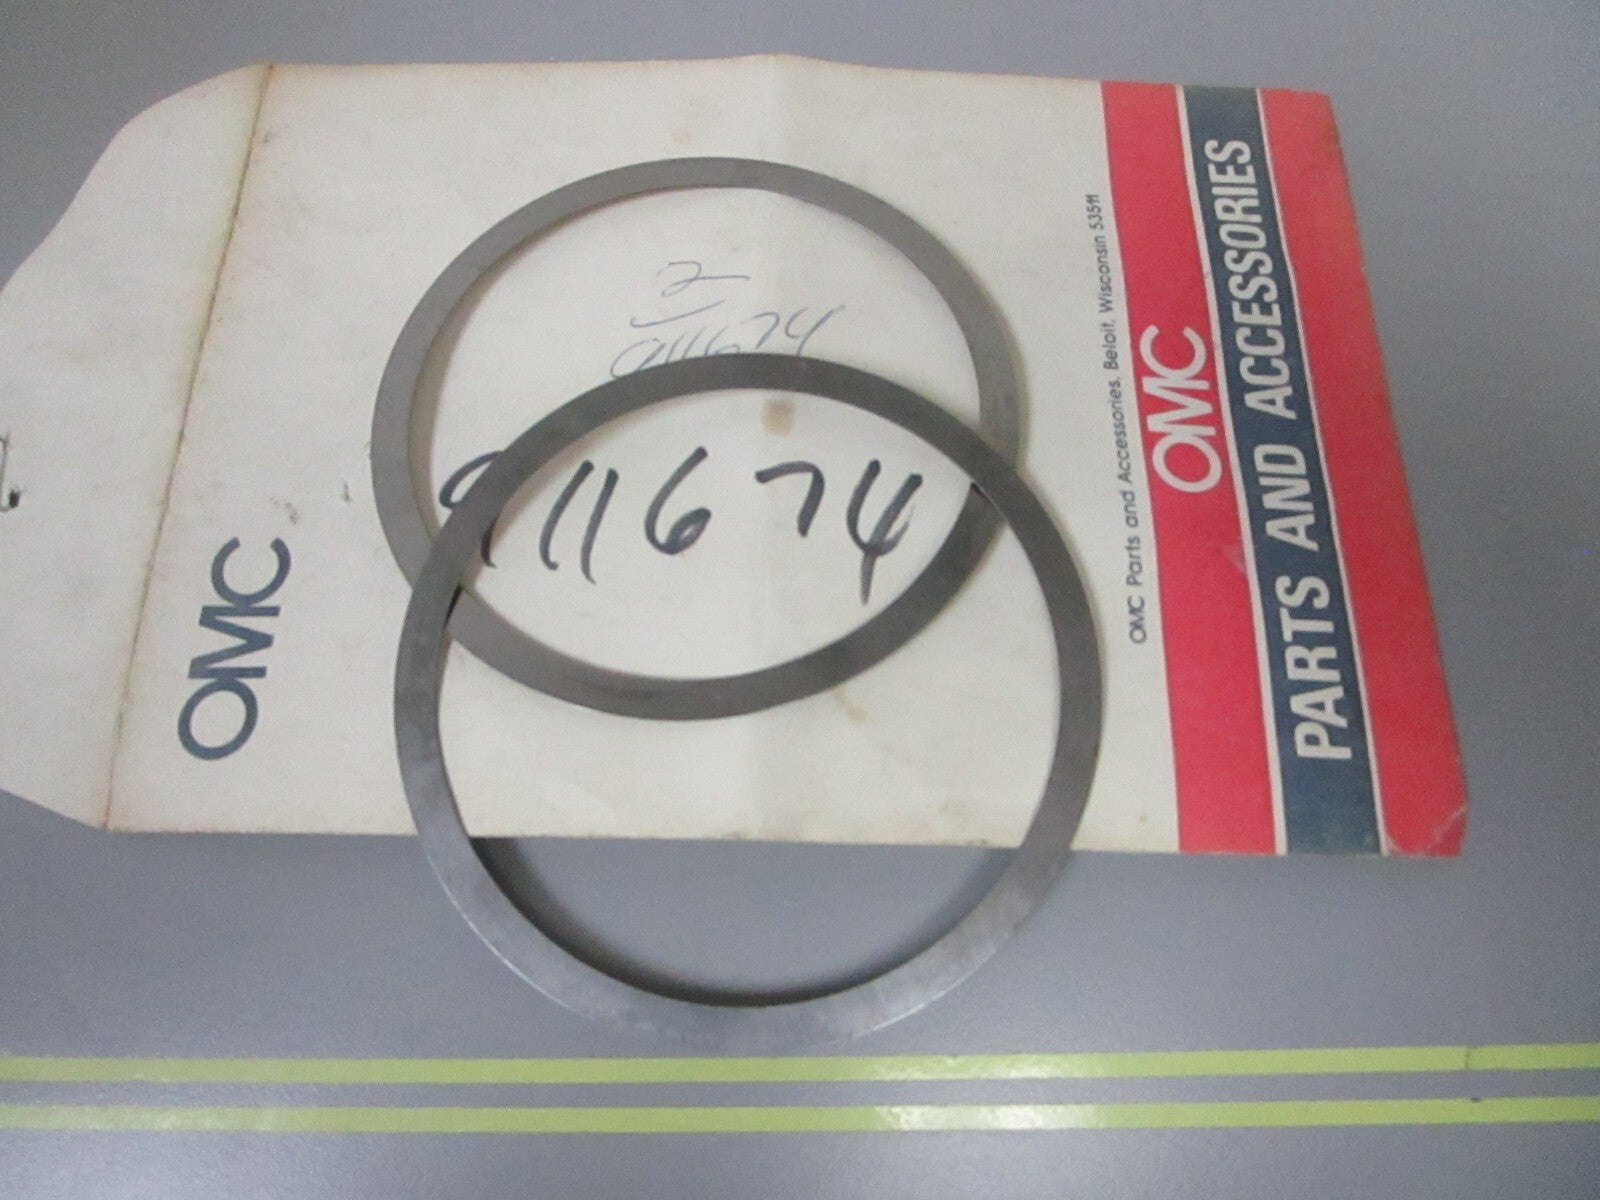 OMC
2
911674
911674
OMC Parts and Accessories, Beloit, Wisconsin 53511
OMC
PARTS AND ACCESSORIES